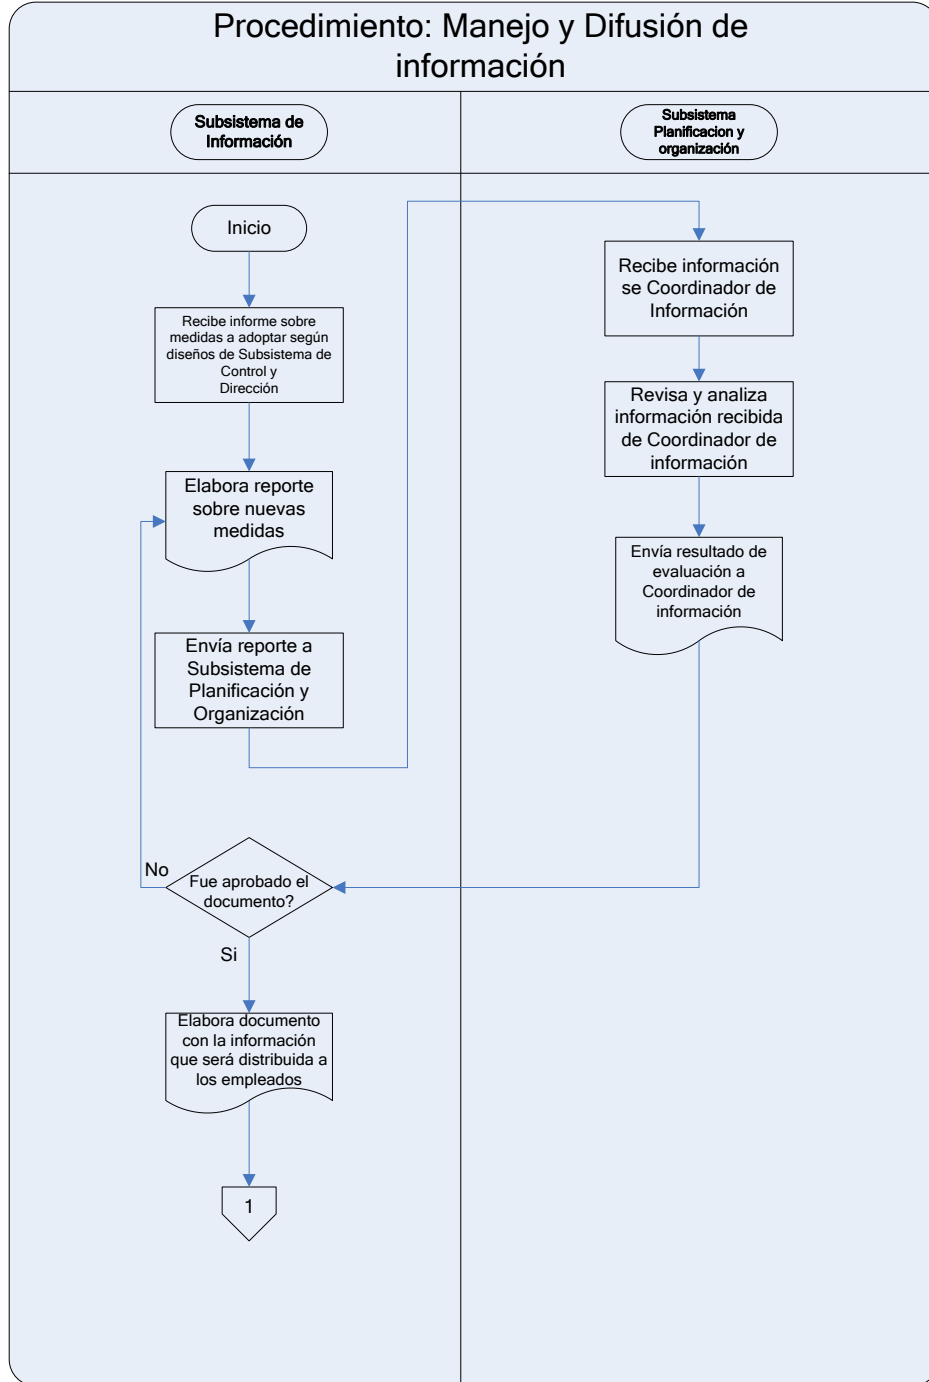 Procedimiento: Manejo y Difusión de
información
Subsistema de
Información
Subsistema
Planificacion y
organización
Inicio
Recibe informe sobre
medidas a adoptar según
diseños de Subsistema de
Control y
Dirección
Elabora reporte
sobre nuevas
medidas
Envía reporte a
Subsistema de
Planificación y
Organización
Recibe información
se Coordinador de
Información
Revisa y analiza
información recibida
de Coordinador de
información
Envía resultado de
evaluación a
Coordinador de
información
No
Fue aprobado el
documento?
Si
Elabora documento
con la información
que será distribuida a
los empleados
1